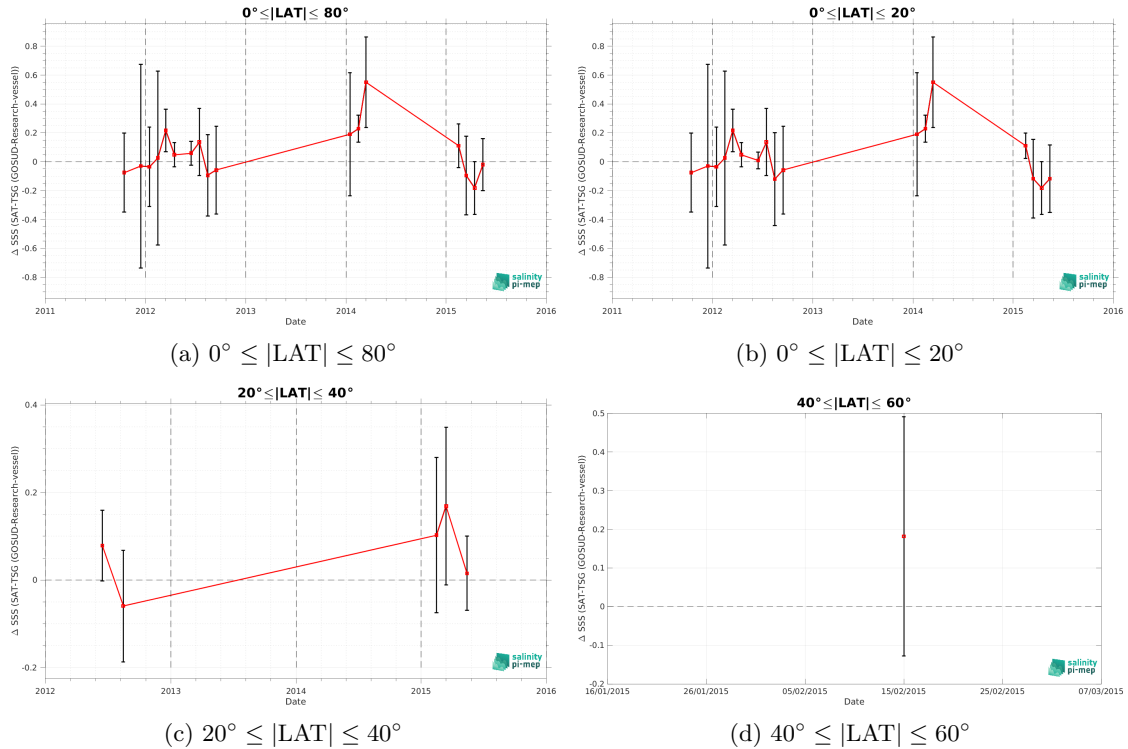 0°≤|LAT|≤ 80°
Δ SSS (SAT-TSG (GOSUD-Research-vessel))
0.8
0.6
0.4
0.2
0
-0.2
-0.4
-0.6
-0.8
salinity
pi-mep
2011 2012 2013 2014 2015 2016
Date
(a) 0° ≤ |LAT| ≤ 80°
0°≤|LAT|≤ 20°
Δ SSS (SAT-TSG (GOSUD-Research-vessel))
0.8
0.6
0.4
0.2
0
-0.2
-0.4
-0.6
-0.8
salinity
pi-mep
2011 2012 2013 2014 2015 2016
Date
(b) 0° ≤ |LAT| ≤ 20°
20°≤|LAT|≤ 40°
Δ SSS (SAT-TSG (GOSUD-Research-vessel))
0.4
0.2
0
-0.2
salinity
pi-mep
2012 2013 2014 2015 2016
Date
(c) 20° ≤ |LAT| ≤ 40°
40°≤|LAT|≤ 60°
Δ SSS (SAT-TSG (GOSUD-Research-vessel))
0.5
0.4
0.3
0.2
0.1
0
-0.1
-0.2
salinity
pi-mep
16/01/2015 26/01/2015 05/02/2015 15/02/2015 25/02/2015 07/03/2015
Date
(d) 40° ≤ |LAT| ≤ 60°